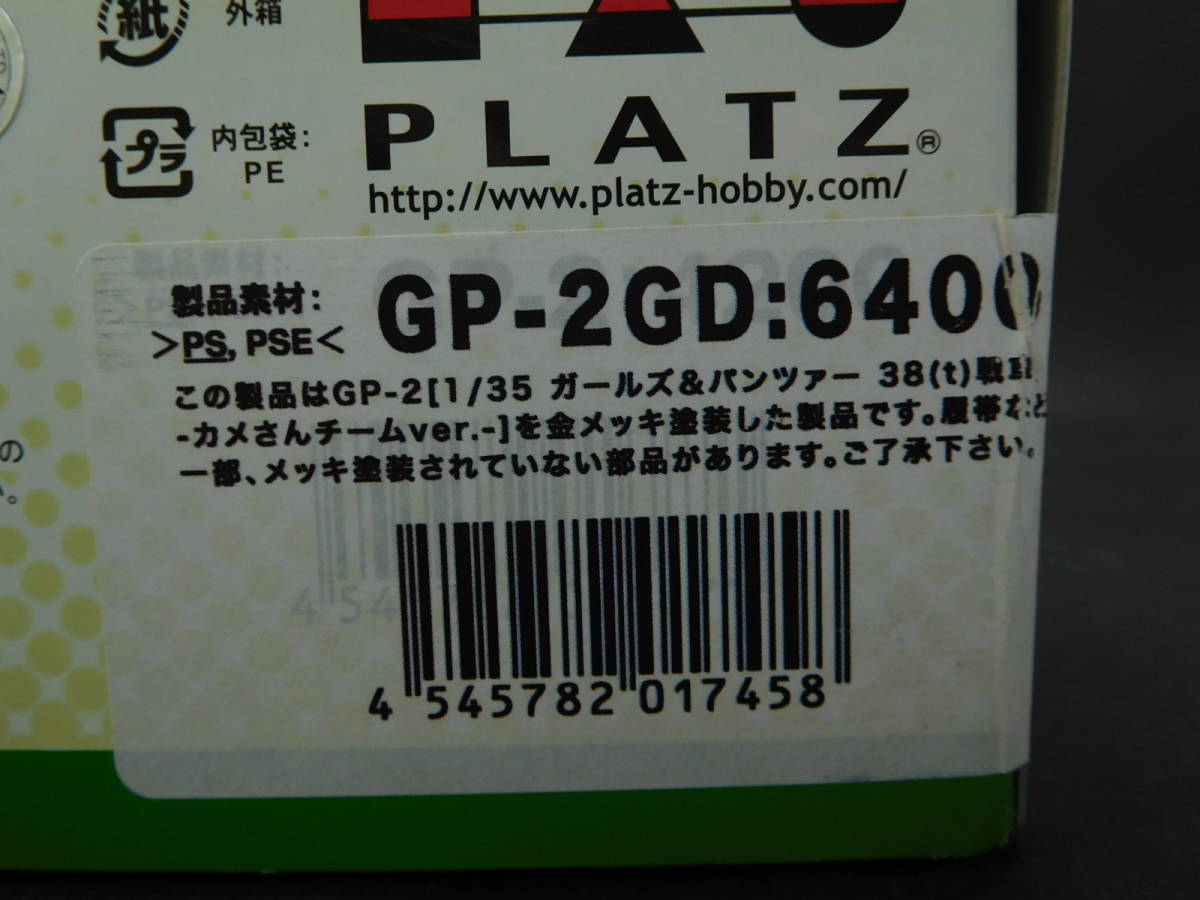 紙
外箱
プラ
内包袋:
PE
PLATZ®
http://www.platz-hobby.com/
製品素材:
>PS, PSE<
GP-2GD:6400
この製品はGP-2[1/35 ガールズ&パンツァー 38(t)戦車
-カメさんチームver.-]を金メッキ塗装した製品です。履帯など
一部、メッキ塗装されていない部品があります。ご了承下さい。
の
い。
4 545782 017458